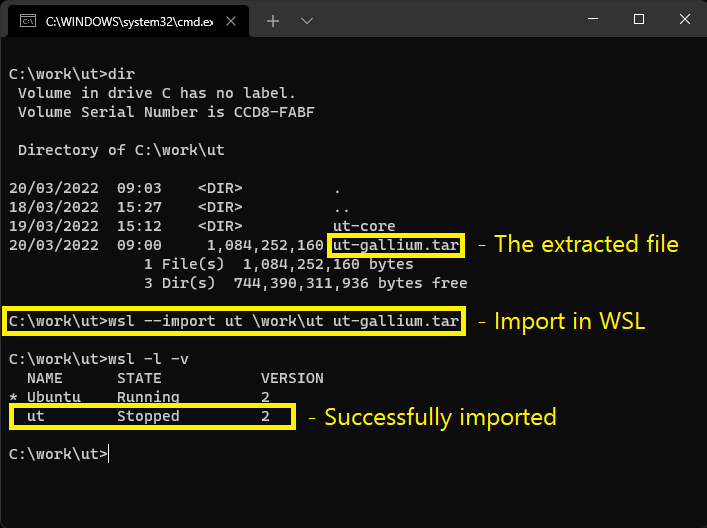 C:\WINDOWS\system32\cmd.ex
C:\work\ut>dir
 Volume in drive C has no label.
 Volume Serial Number is CCD8-FABF
 Directory of C:\work\ut
20/03/2022  09:03    <DIR>          .
18/03/2022  15:27    <DIR>          ..
19/03/2022  15:12    <DIR>          ut-core
20/03/2022  09:00     1,084,252,160 ut-gallium.tar - The extracted file
               1 File(s)  1,084,252,160 bytes
               3 Dir(s)  744,390,311,936 bytes free
C:\work\ut>wsl --import ut \work\ut ut-gallium.tar - Import in WSL
C:\work\ut>wsl -l -v
  NAME      STATE           VERSION
* Ubuntu    Running         2
  ut        Stopped         2 - Successfully imported
C:\work\ut>